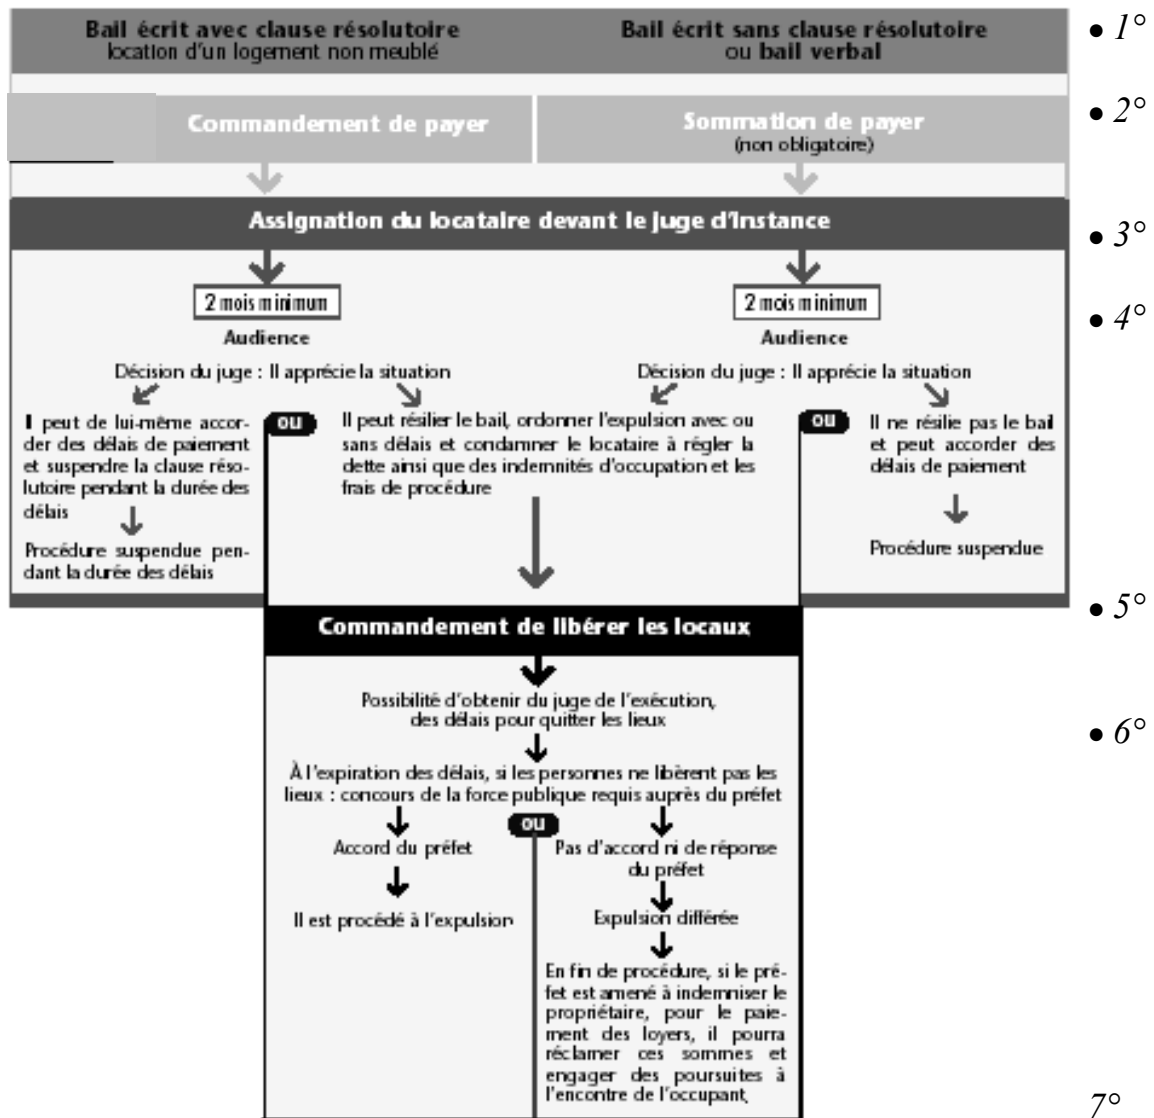 Bail écrit avec clause résolutoire
location d'un logement non meublé
Bail écrit sans clause résolutoire
ou bail verbal
• 1°
Commandement de payer
Sommation de payer
(non obligatoire)
• 2°
Assignation du locataire devant le juge d'Instance
• 3°
2 mois minimum
Audience
Décision du juge : Il apprécie la situation
2 mois minimum
Audience
Décision du juge : Il apprécie la situation
• 4°
Il peut de lui-même accor-
der des délais de paiement
et suspendre la clause réso-
lutoire pendant la durée des
délais
Procédure suspendue pen-
dant la durée des délais
ou
Il peut résilier le bail, ordonner l'expulsion avec ou
sans délais et condamner le locataire à régler la
dette ainsi que des indemnités d'occupation et les
frais de procédure
ou
Il ne résilie pas le bail
et peut accorder des
délais de paiement
Procédure suspendue
Commandement de libérer les locaux
• 5°
Possibilité d'obtenir du juge de l'exécution,
des délais pour quitter les lieux
• 6°
À l'expiration des délais, si les personnes ne libèrent pas les
lieux : concours de la force publique requis auprès du préfet
Accord du préfet
Il est procédé à l'expulsion
ou
Pas d'accord ni de réponse
du préfet
Expulsion différée
En fin de procédure, si le pré-
fet est amené à indemniser le
propriétaire, pour le paie-
ment des loyers, il pourra
réclamer ces sommes et
engager des poursuites à
l'encontre de l'occupant.
7°